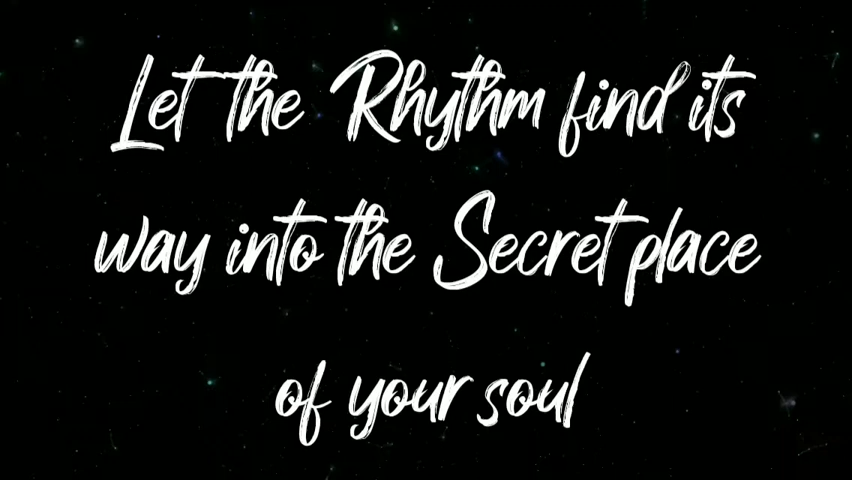 Let the Rhythm find its
way into the Secret place
of your soul